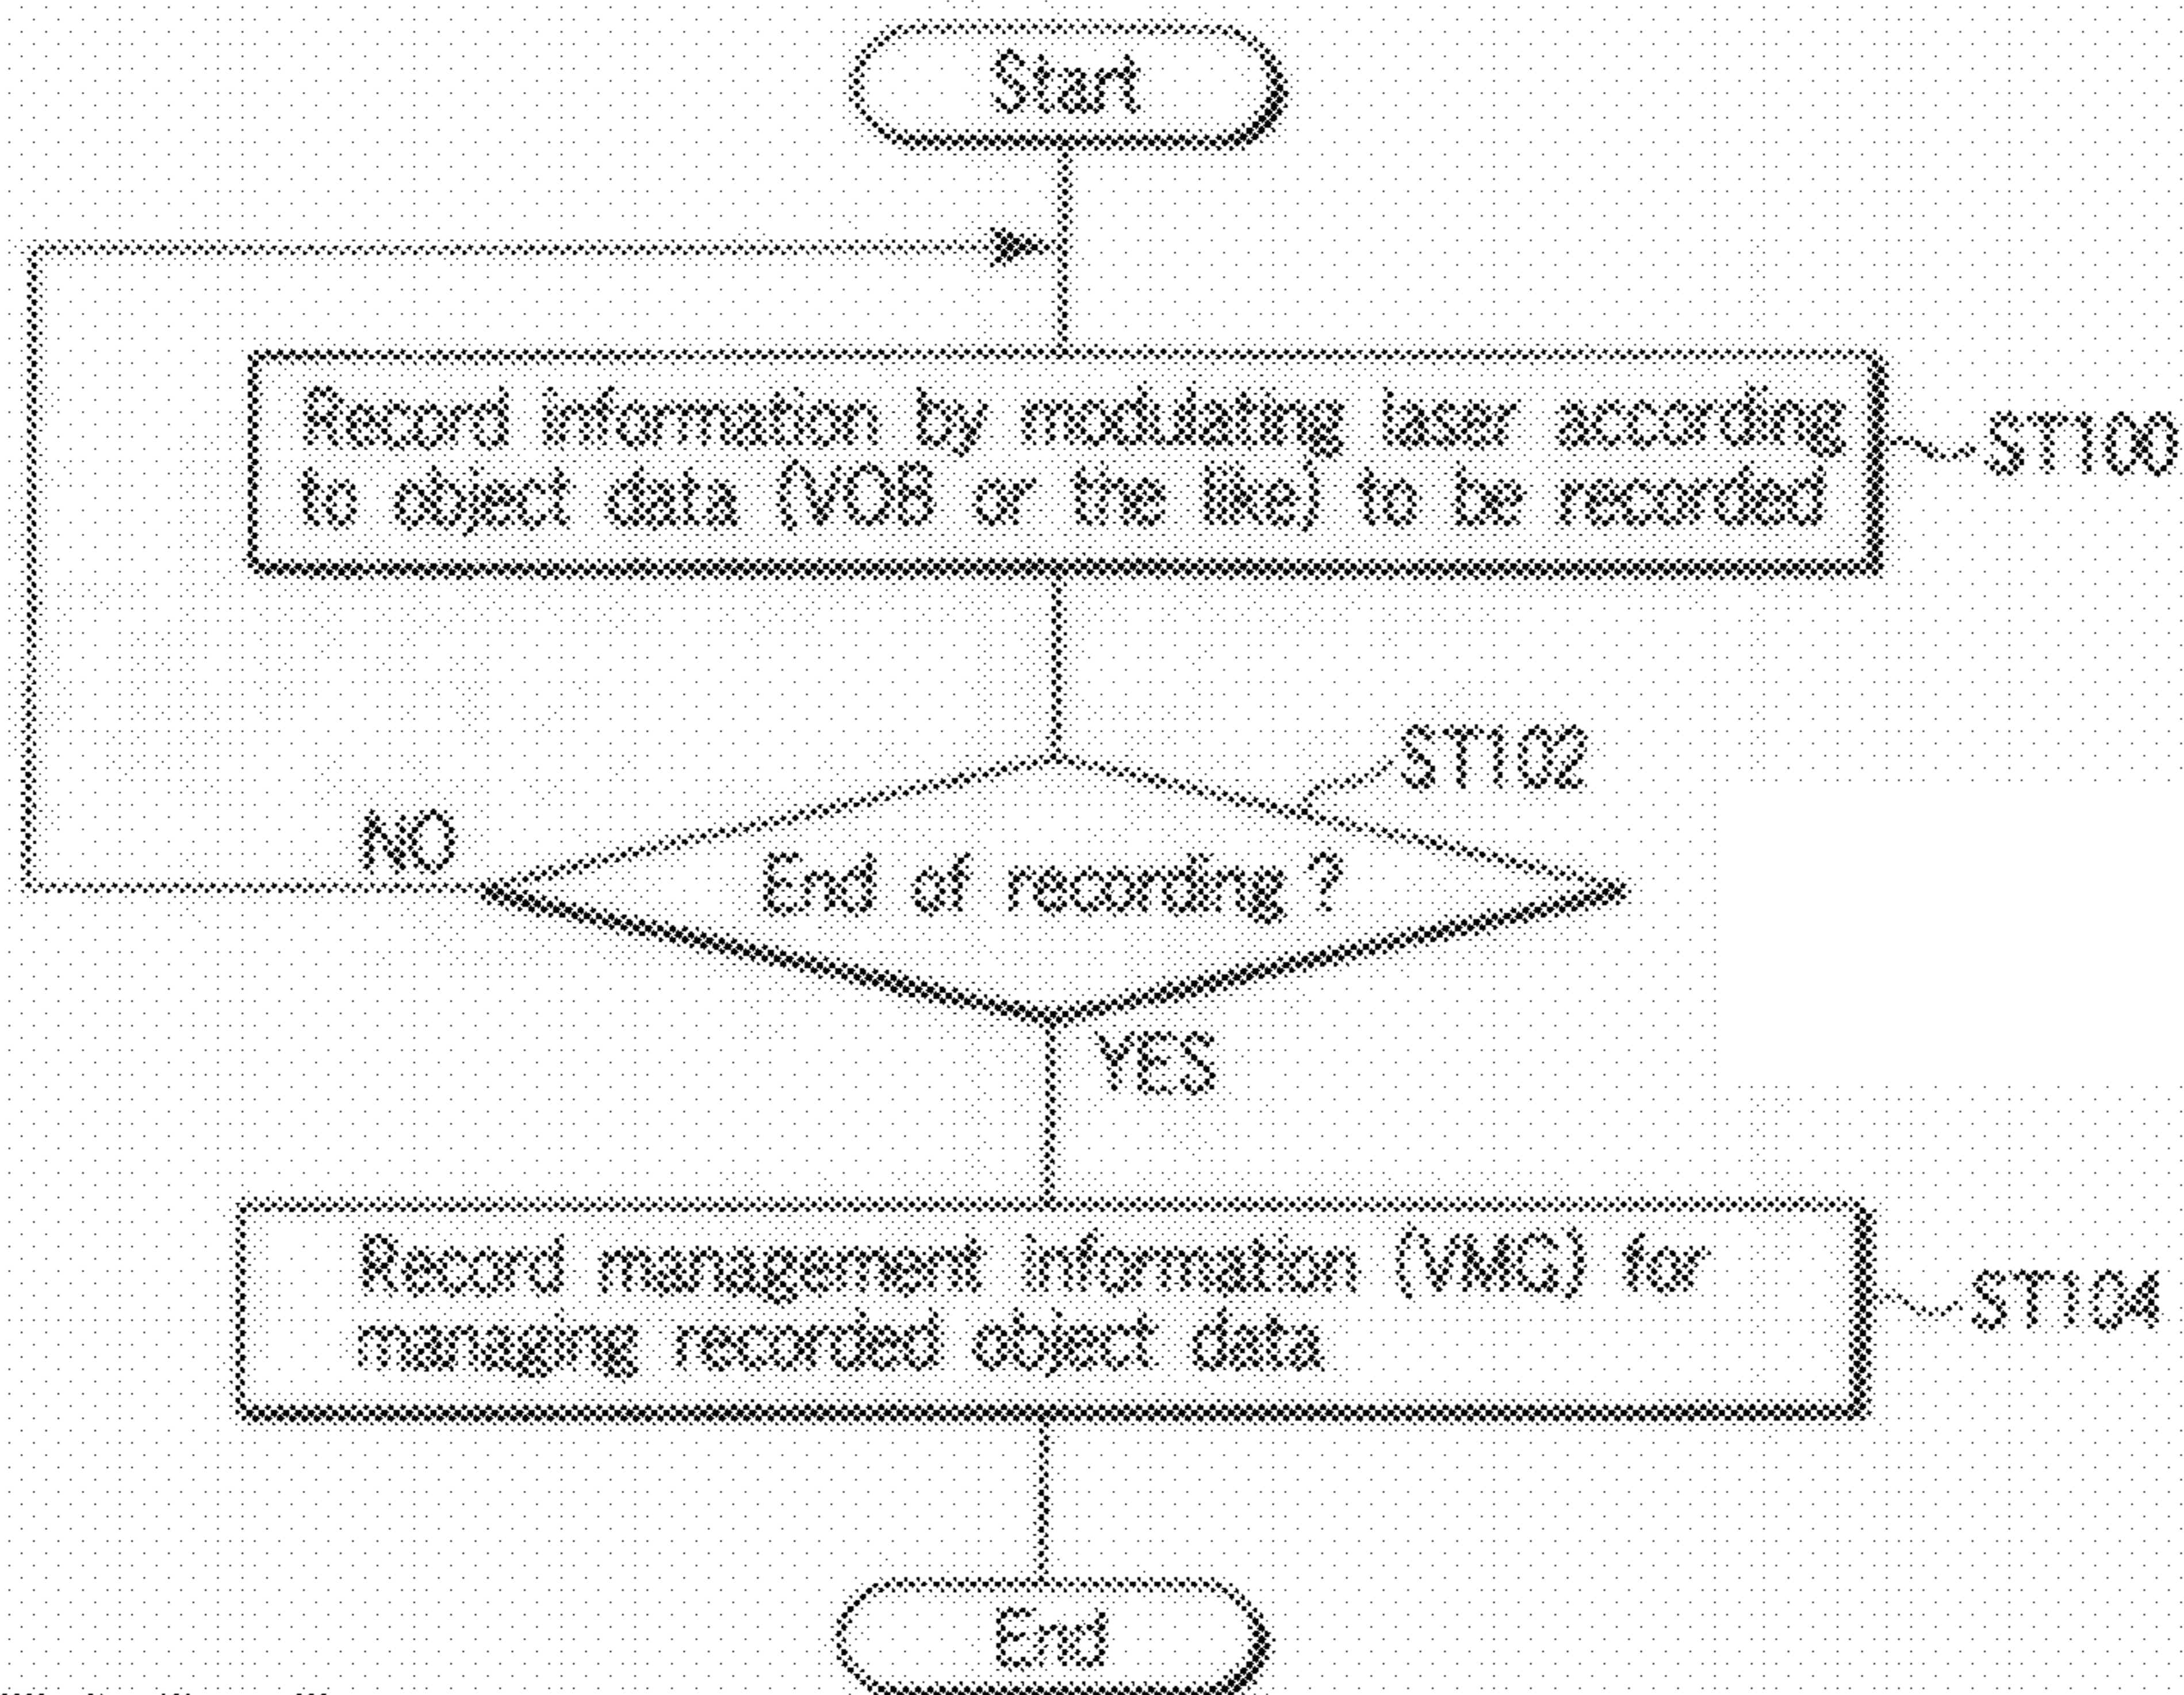 Start
Record information by modulating laser according
to object data (VOB or the like) to be recorded
ST100
ST102
NO
End of recording ?
YES
Record management information (VMG) for
managing recorded object data
ST104
End